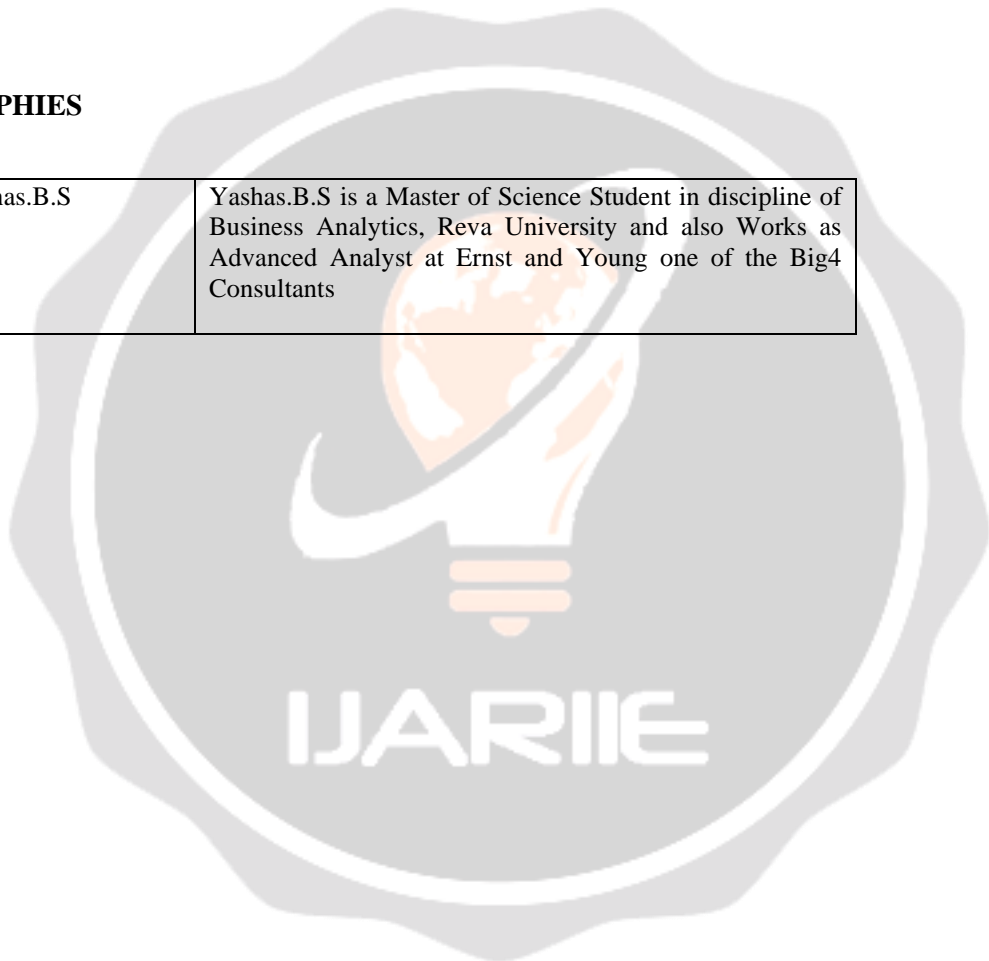 PHIES
has.B.S
Yashas.B.S is a Master of Science Student in discipline of
Business Analytics, Reva University and also Works as
Advanced Analyst at Ernst and Young one of the Big4
Consultants
IJARIIE